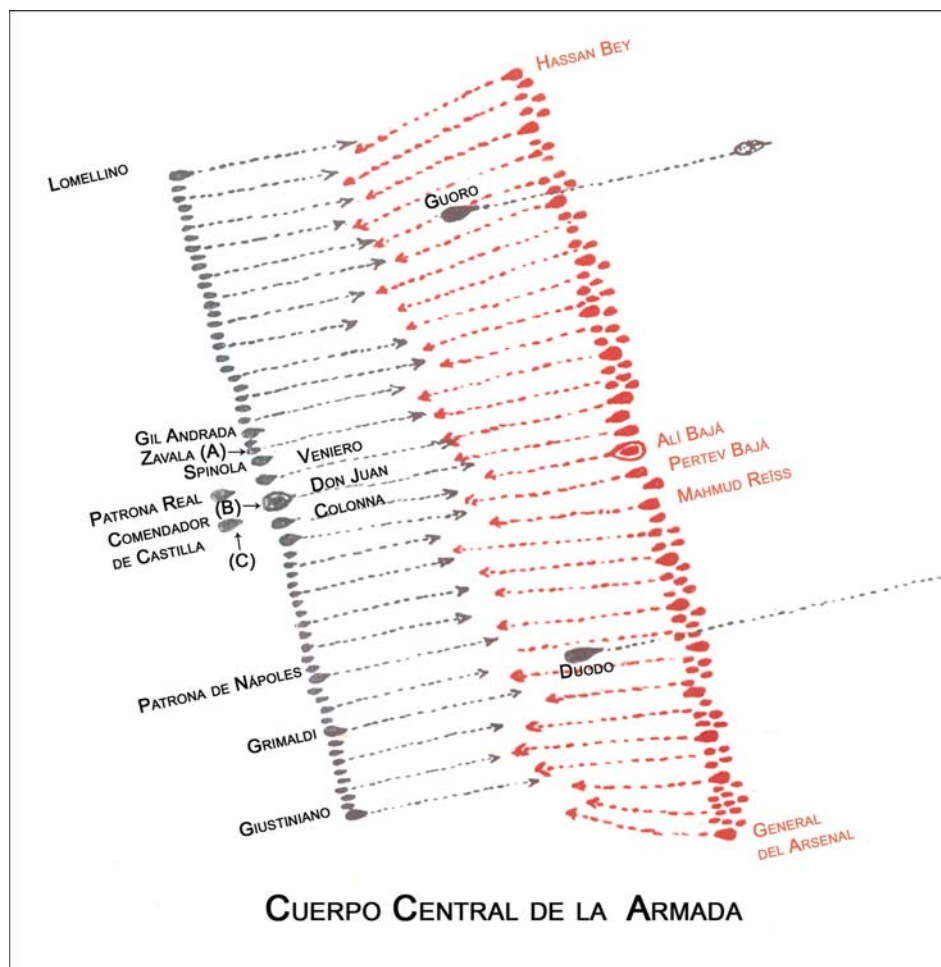 Hassan Bey
Lomellino
Guoro
Gil Andrada
Zavala (A)→
Spinola
Veniero
Don Juan
Colonna
Alí Bajá
Pertev Bajá
Mahmud Reïss
Patrona Real
(B)→
Comendador
de Castilla
↑
(C)
Duodo
Patrona de Nápoles
Grimaldi
Giustiniano
General
del Arsenal
Cuerpo Central de la Armada